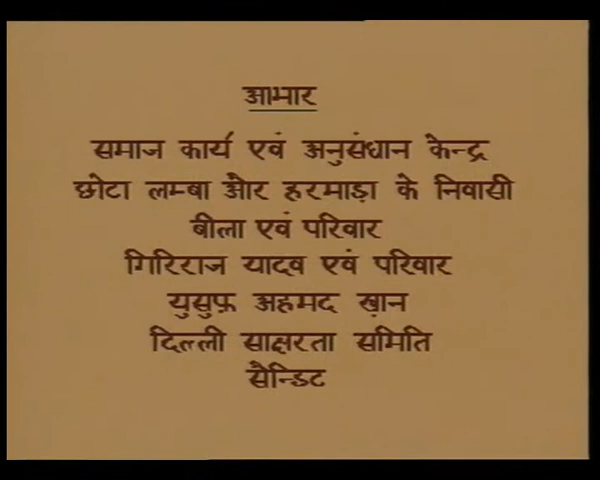 आभार
समाज कार्य एवं अनुसंधान केन्द्र
छोटा लम्बा और हरमाड़ा के निवासी
बीला एवं परिवार
गिरिराज यादव एवं परिवार
युसुफ़ अहमद ख़ान
दिल्ली साक्षरता समिति
सैन्डिट